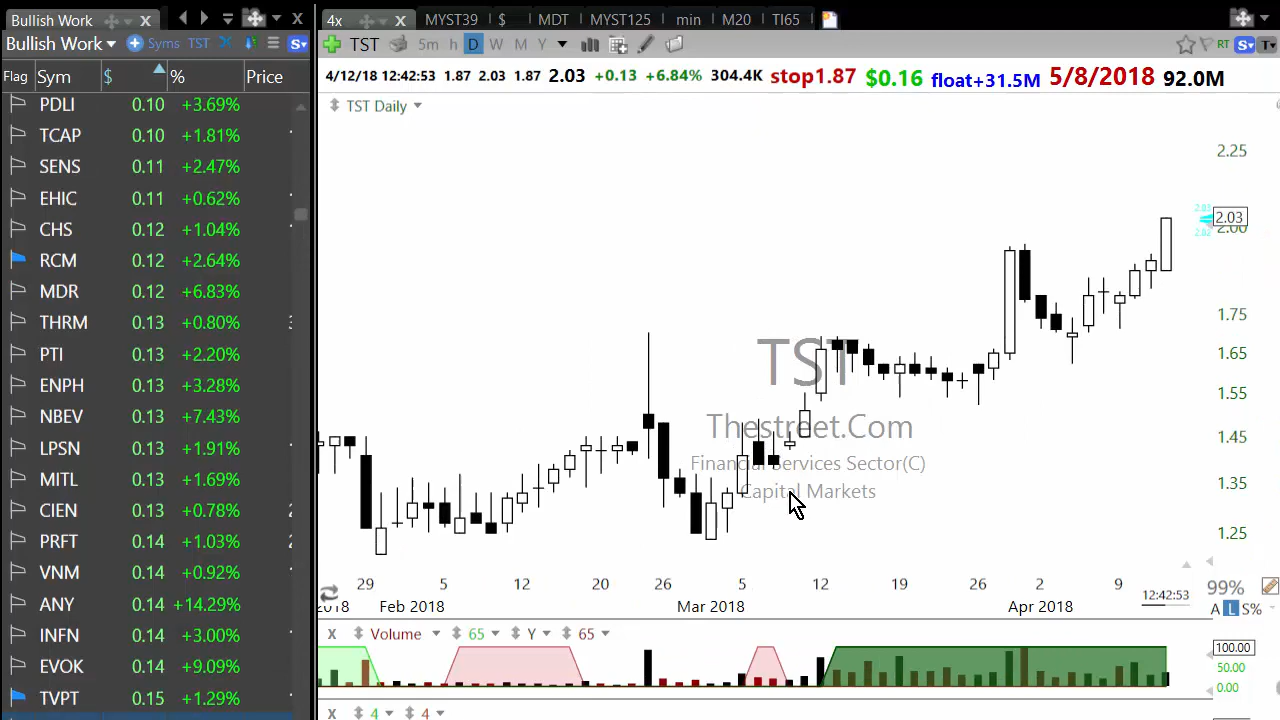 Bullish Work
Bullish Work Syms TST
Flag Sym $ % Price
PDLI 0.10 +3.69%
TCAP 0.10 +1.81%
SENS 0.11 +2.47%
EHIC 0.11 +0.62%
CHS 0.12 +1.04%
RCM 0.12 +2.64%
MDR 0.12 +6.83%
THRM 0.13 +0.80%
PTI 0.13 +2.20%
ENPH 0.13 +3.28%
NBEV 0.13 +7.43%
LPSN 0.13 +1.91%
MITL 0.13 +9.69%
CIEN 0.13 +0.78%
PRFT 0.14 +1.03%
VNM 0.14 +0.92%
ANY 0.14 +14.29%
INFN 0.14 +3.00%
EVOK 0.14 +9.09%
TVPT 0.15 +1.29%
4x MYST39 $ MDT MYST125 min M20 TI65
TST 5m h D W M Y RT
4/12/18 12:42:53 1.87 2.03 1.87 2.03 +0.13 +6.84% 304.4K stop1.87 $0.16 float+31.5M 5/8/2018 92.0M
TST Daily
2.25
2.03
2.03
2.00
2.02
1.75
1.65
1.55
1.45
1.35
1.25
TST
Thestreet.Com
Financial Services Sector(C)
Capital Markets
29 5 12 20 26 5 12 19 26 2 9
2018 Feb 2018 Mar 2018 Apr 2018 12:42:53
99%
A L S%
X Volume 65 Y 65
100.00
50.00
0.00
X 4 4